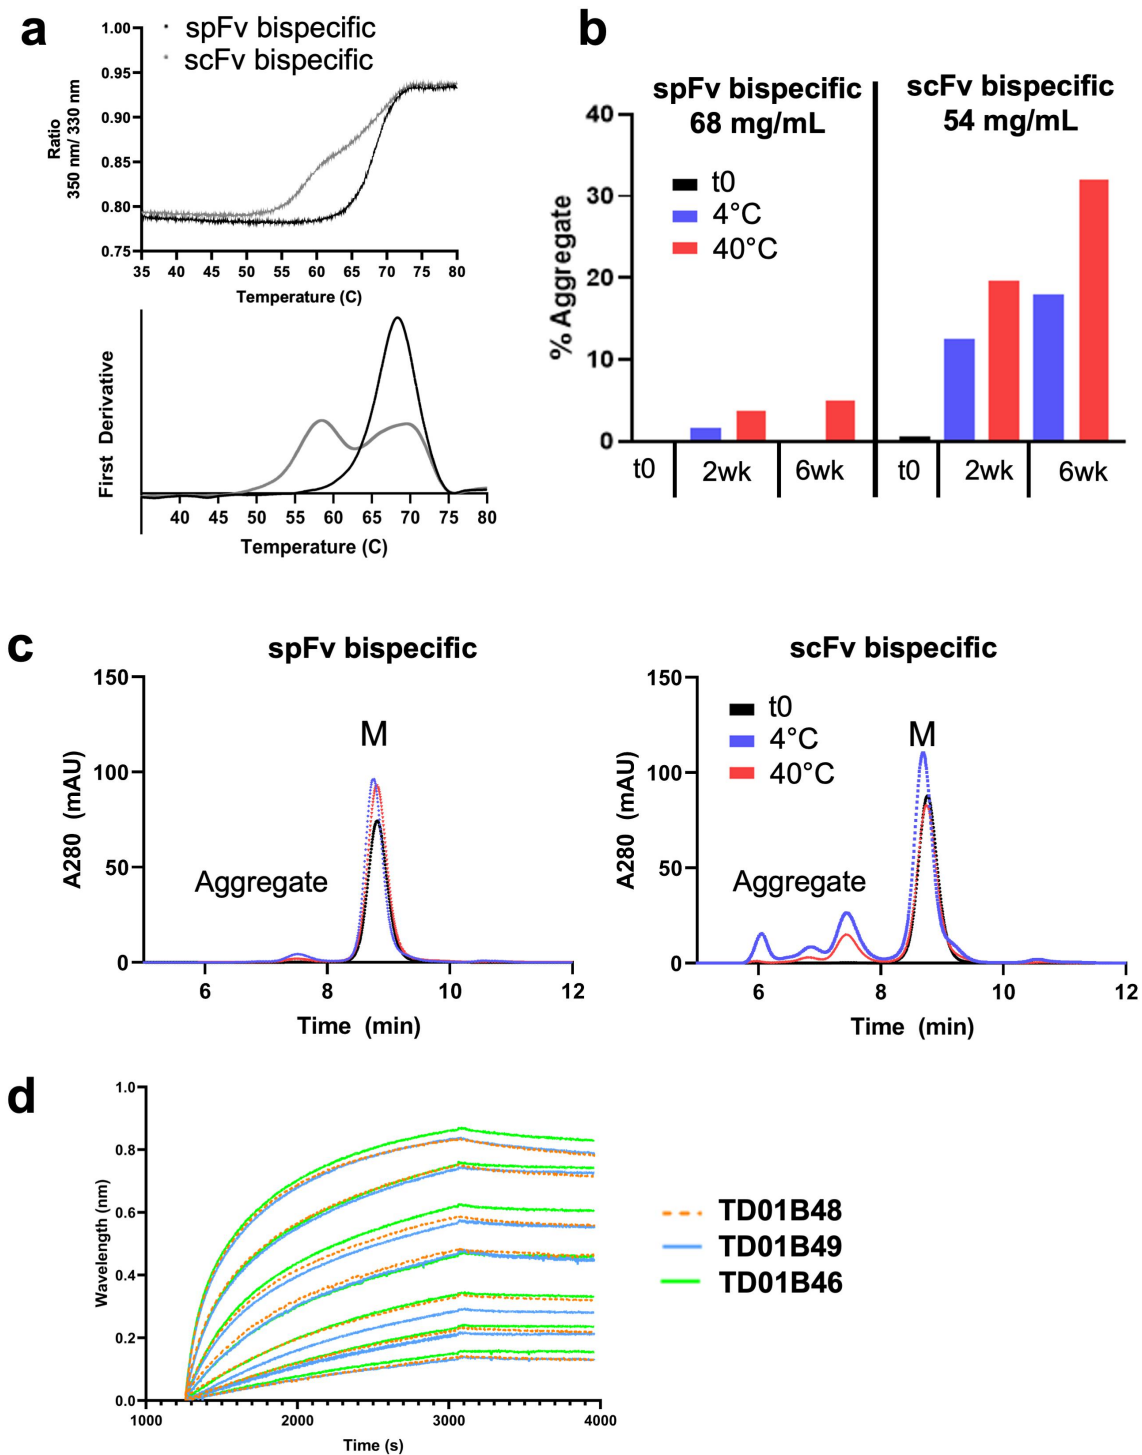 a
spFv bispecific
scFv bispecific
1.00
0.95
0.90
0.85
0.80
0.75
Ratio
350 nm/ 330 nm
35 40 45 50 55 60 65 70 75 80
Temperature (C)
First Derivative
40 45 50 55 60 65 70 75 80
Temperature (C)
b
spFv bispecific
68 mg/mL
scFv bispecific
54 mg/mL
t0
4°C
40°C
% Aggregate
40
30
20
10
0
t0 2wk 6wk t0 2wk 6wk
c
spFv bispecific
150
100
50
0
A280 (mAU)
M
Aggregate
6 8 10 12
Time (min)
scFv bispecific
150
100
50
0
A280 (mAU)
t0
4°C
40°C
M
Aggregate
6 8 10 12
Time (min)
d
1.0
0.8
0.6
0.4
0.2
0.0
Wavelength (nm)
1000 2000 3000 4000
Time (s)
TD01B48
TD01B49
TD01B46